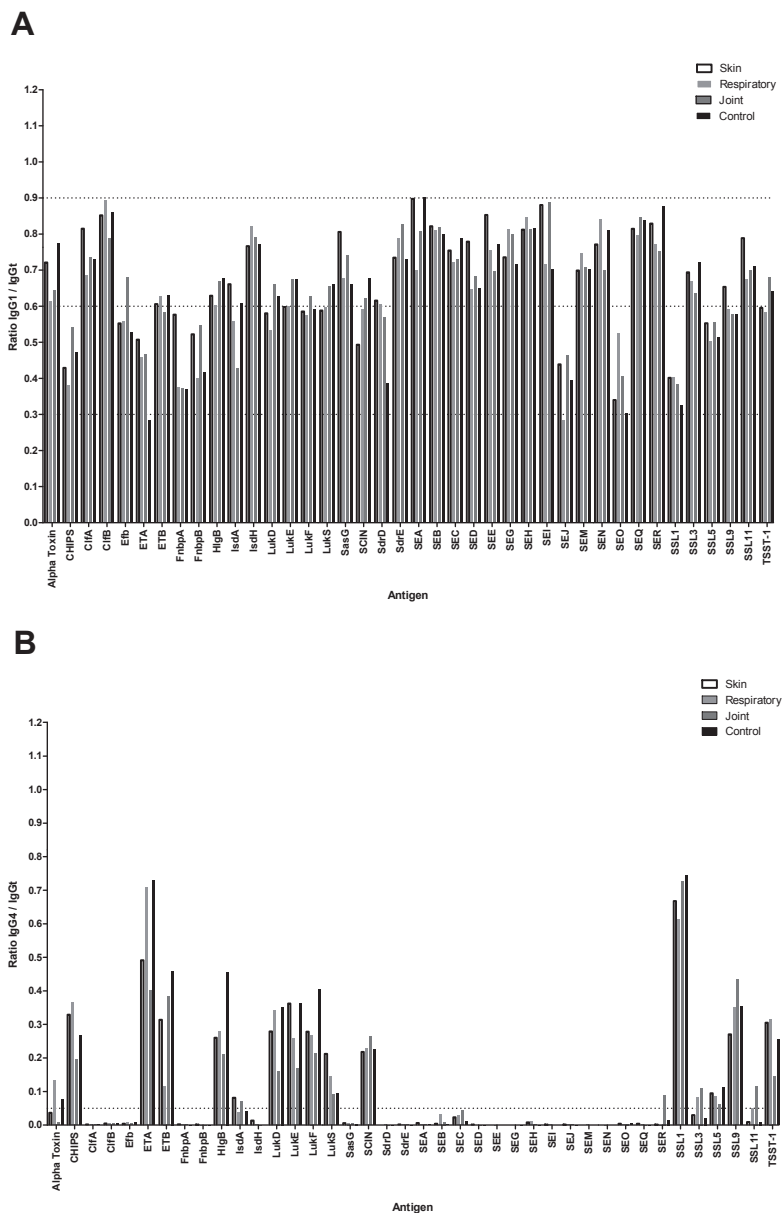 A
Skin
Respiratory
Joint
Control
1.2
1.1
1.0
0.9
0.8
0.7
0.6
0.5
0.4
0.3
0.2
0.1
0.0
Ratio IgG1 / IgGt
Alpha Toxin
CHIPS
ClfA
ClfB
Efb
ETA
ETB
FnbpA
FnbpB
HlgB
IsdA
IsdH
LukD
LukE
LukF
LukS
SasG
SCIN
SdrD
SdrE
SEA
SEB
SEC
SED
SEE
SEG
SEH
SEI
SEJ
SEM
SEN
SEO
SEQ
SER
SSL1
SSL3
SSL5
SSL9
SSL11
TSST-1
Antigen
B
Skin
Respiratory
Joint
Control
1.2
1.1
1.0
0.9
0.8
0.7
0.6
0.5
0.4
0.3
0.2
0.1
0.0
Ratio IgG4 / IgGt
Alpha Toxin
CHIPS
ClfA
ClfB
Efb
ETA
ETB
FnbpA
FnbpB
HlgB
IsdA
IsdH
LukD
LukE
LukF
LukS
SasG
SCIN
SdrD
SdrE
SEA
SEB
SEC
SED
SEE
SEG
SEH
SEI
SEJ
SEM
SEN
SEO
SEQ
SER
SSL1
SSL3
SSL5
SSL9
SSL11
TSST-1
Antigen